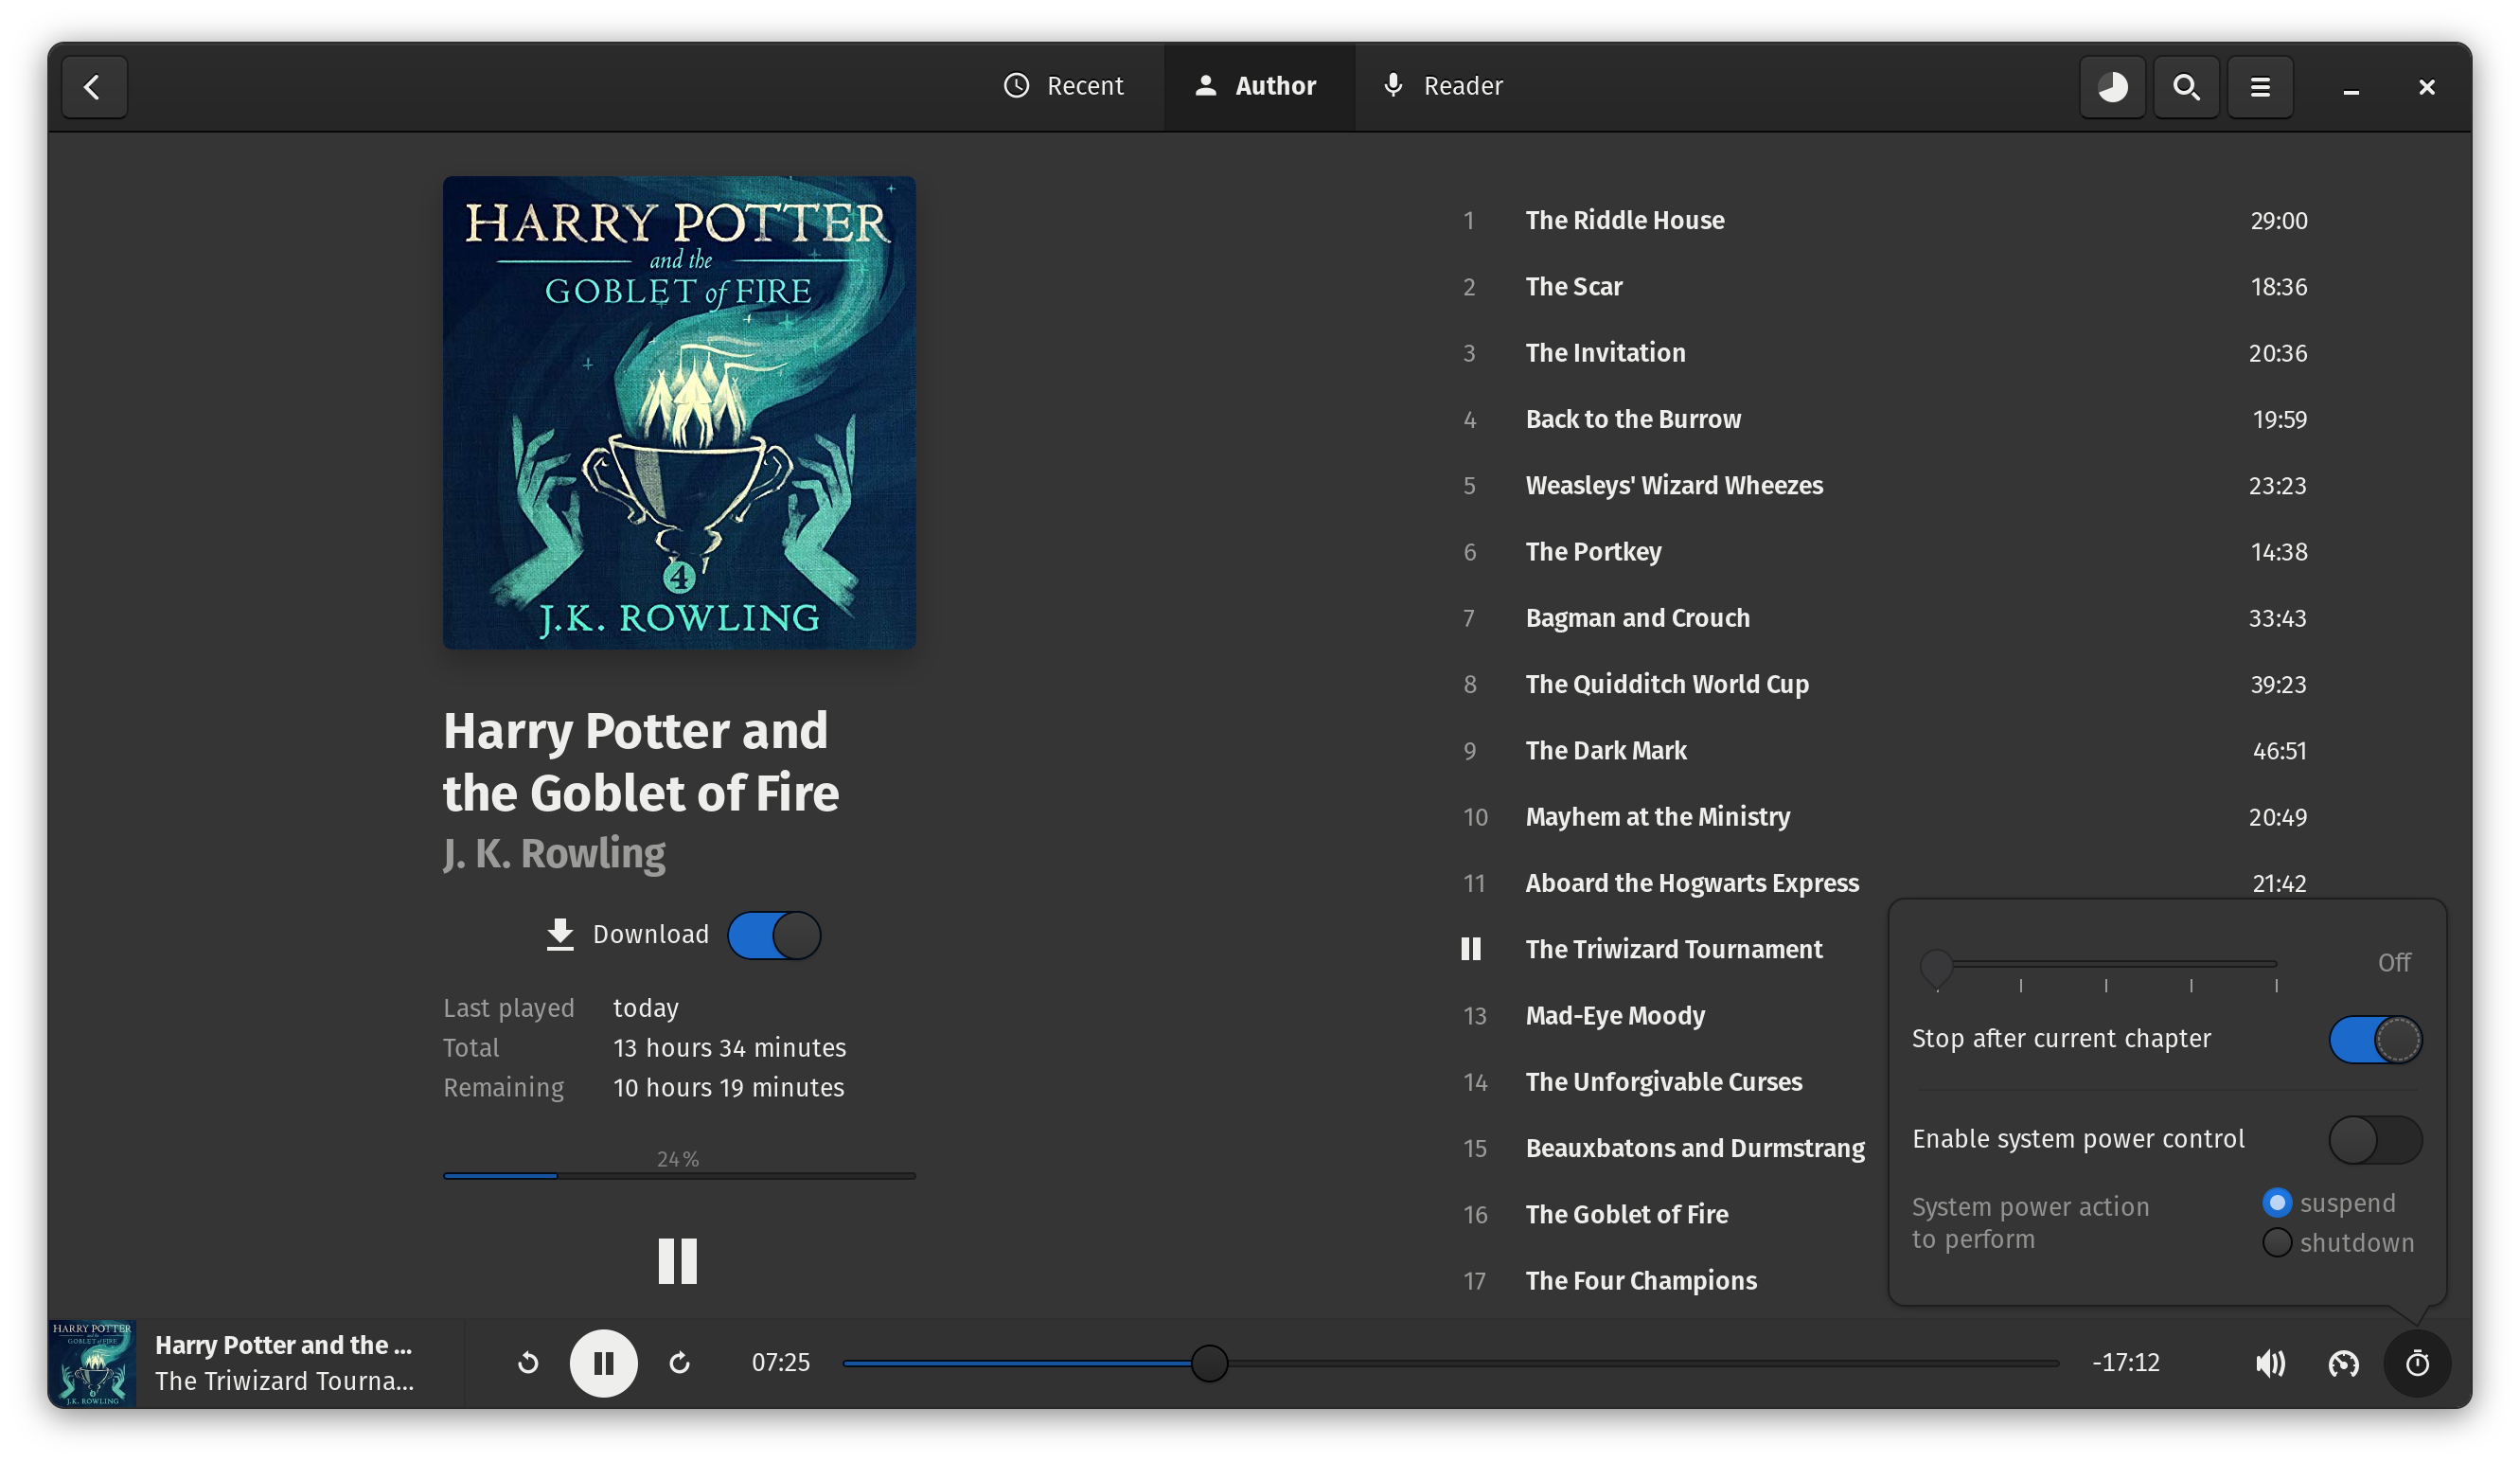 Recent
Author
Reader
HARRY POTTER
and the
GOBLET of FIRE
4
J.K. ROWLING
Harry Potter and
the Goblet of Fire
J. K. Rowling
Download
Last played today
Total 13 hours 34 minutes
Remaining 10 hours 19 minutes
24%
1 The Riddle House 29:00
2 The Scar 18:36
3 The Invitation 20:36
4 Back to the Burrow 19:59
5 Weasleys' Wizard Wheezes 23:23
6 The Portkey 14:38
7 Bagman and Crouch 33:43
8 The Quidditch World Cup 39:23
9 The Dark Mark 46:51
10 Mayhem at the Ministry 20:49
11 Aboard the Hogwarts Express 21:42
The Triwizard Tournament
13 Mad-Eye Moody
14 The Unforgivable Curses
15 Beauxbatons and Durmstrang
16 The Goblet of Fire
17 The Four Champions
Off
Stop after current chapter
Enable system power control
System power action
to perform
suspend
shutdown
HARRY POTTER
and the
GOBLET of FIRE
J.K. ROWLING
Harry Potter and the ...
The Triwizard Tourna...
07:25
-17:12